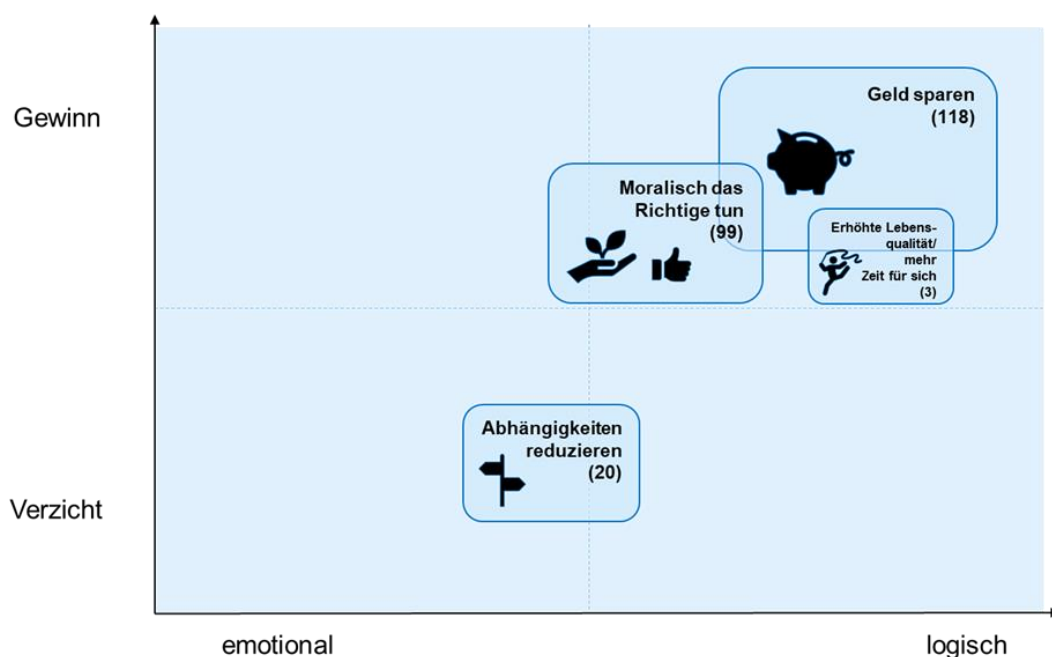 Gewinn
Geld sparen
(118)
Moralisch das
Richtige tun
(99)
Erhöhte Lebens-
qualität/
mehr
Zeit für sich
(3)
Abhängigkeiten
reduzieren
(20)
Verzicht
emotional
logisch